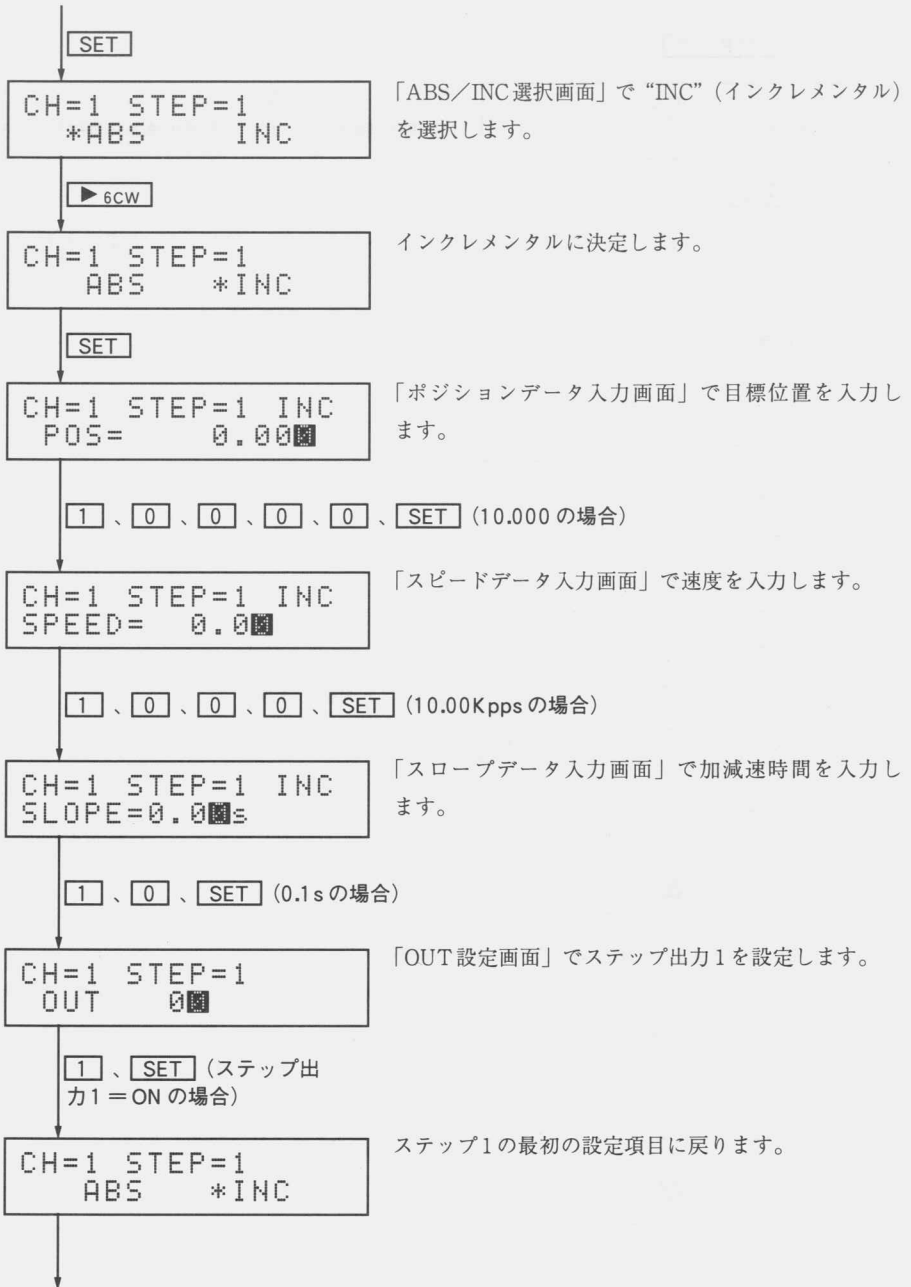 SET
CH=1 STEP=1
*ABS INC
「ABS／INC選択画面」で“INC”（インクレメンタル）
を選択します。
▶6CW
CH=1 STEP=1
ABS *INC
インクレメンタルに決定します。
SET
CH=1 STEP=1 INC
POS= 0.000
「ポジションデータ入力画面」で目標位置を入力し
ます。
1、0、0、0、0、SET（10.000の場合）
CH=1 STEP=1 INC
SPEED= 0.00
「スピードデータ入力画面」で速度を入力します。
1、0、0、0、SET（10.00Kppsの場合）
CH=1 STEP=1 INC
SLOPE=0.00s
「スロープデータ入力画面」で加減速時間を入力し
ます。
1、0、SET（0.1sの場合）
CH=1 STEP=1
OUT 00
「OUT設定画面」でステップ出力1を設定します。
1、SET（ステップ出
力1＝ONの場合）
CH=1 STEP=1
ABS *INC
ステップ1の最初の設定項目に戻ります。